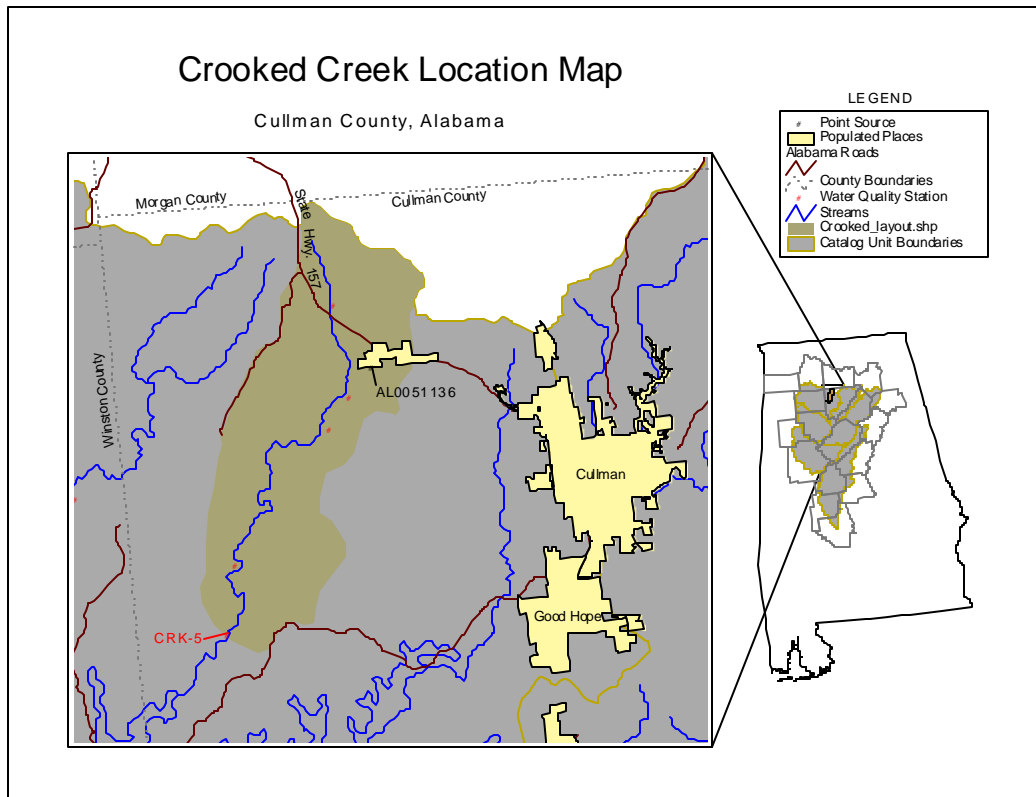 Crooked Creek Location Map
Cullman County, Alabama
LEGEND
Point Source
Populated Places
Alabama Roads
County Boundaries
Water Quality Station
Streams
Crooked_layout.shp
Catalog Unit Boundaries
Morgan County
Cullman County
State Hwy. 157
Winston County
AL0051136
Cullman
Good Hope
CRK-5